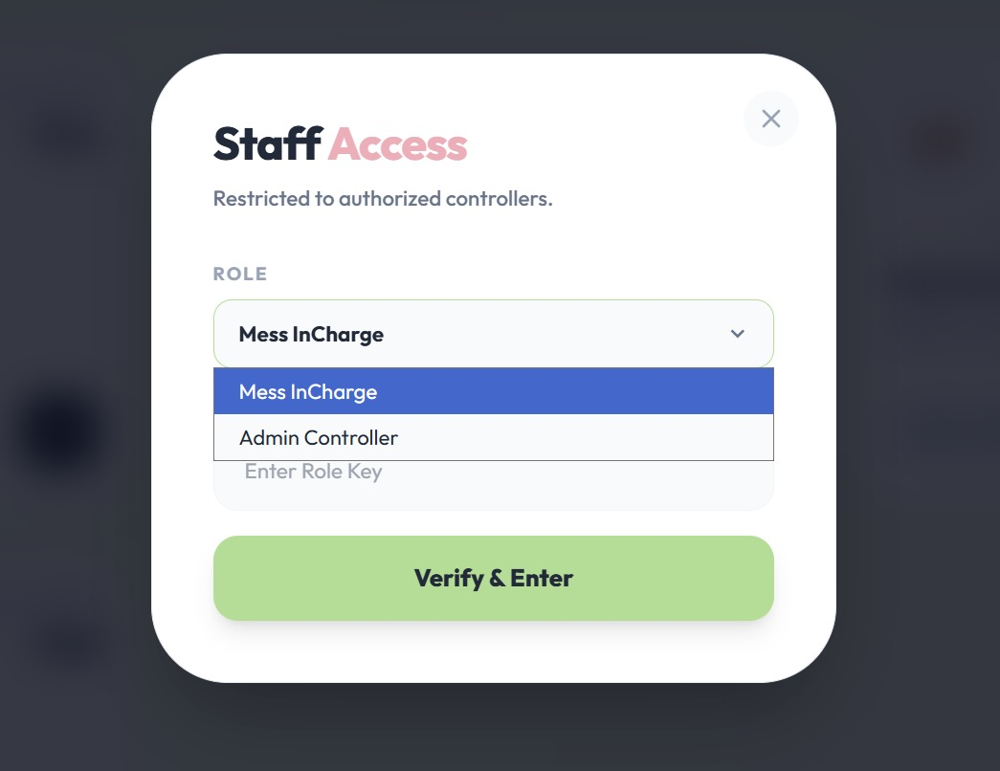 Staff Access
Restricted to authorized controllers.
ROLE
Mess InCharge
Mess InCharge
Admin Controller
Enter Role Key
Verify & Enter